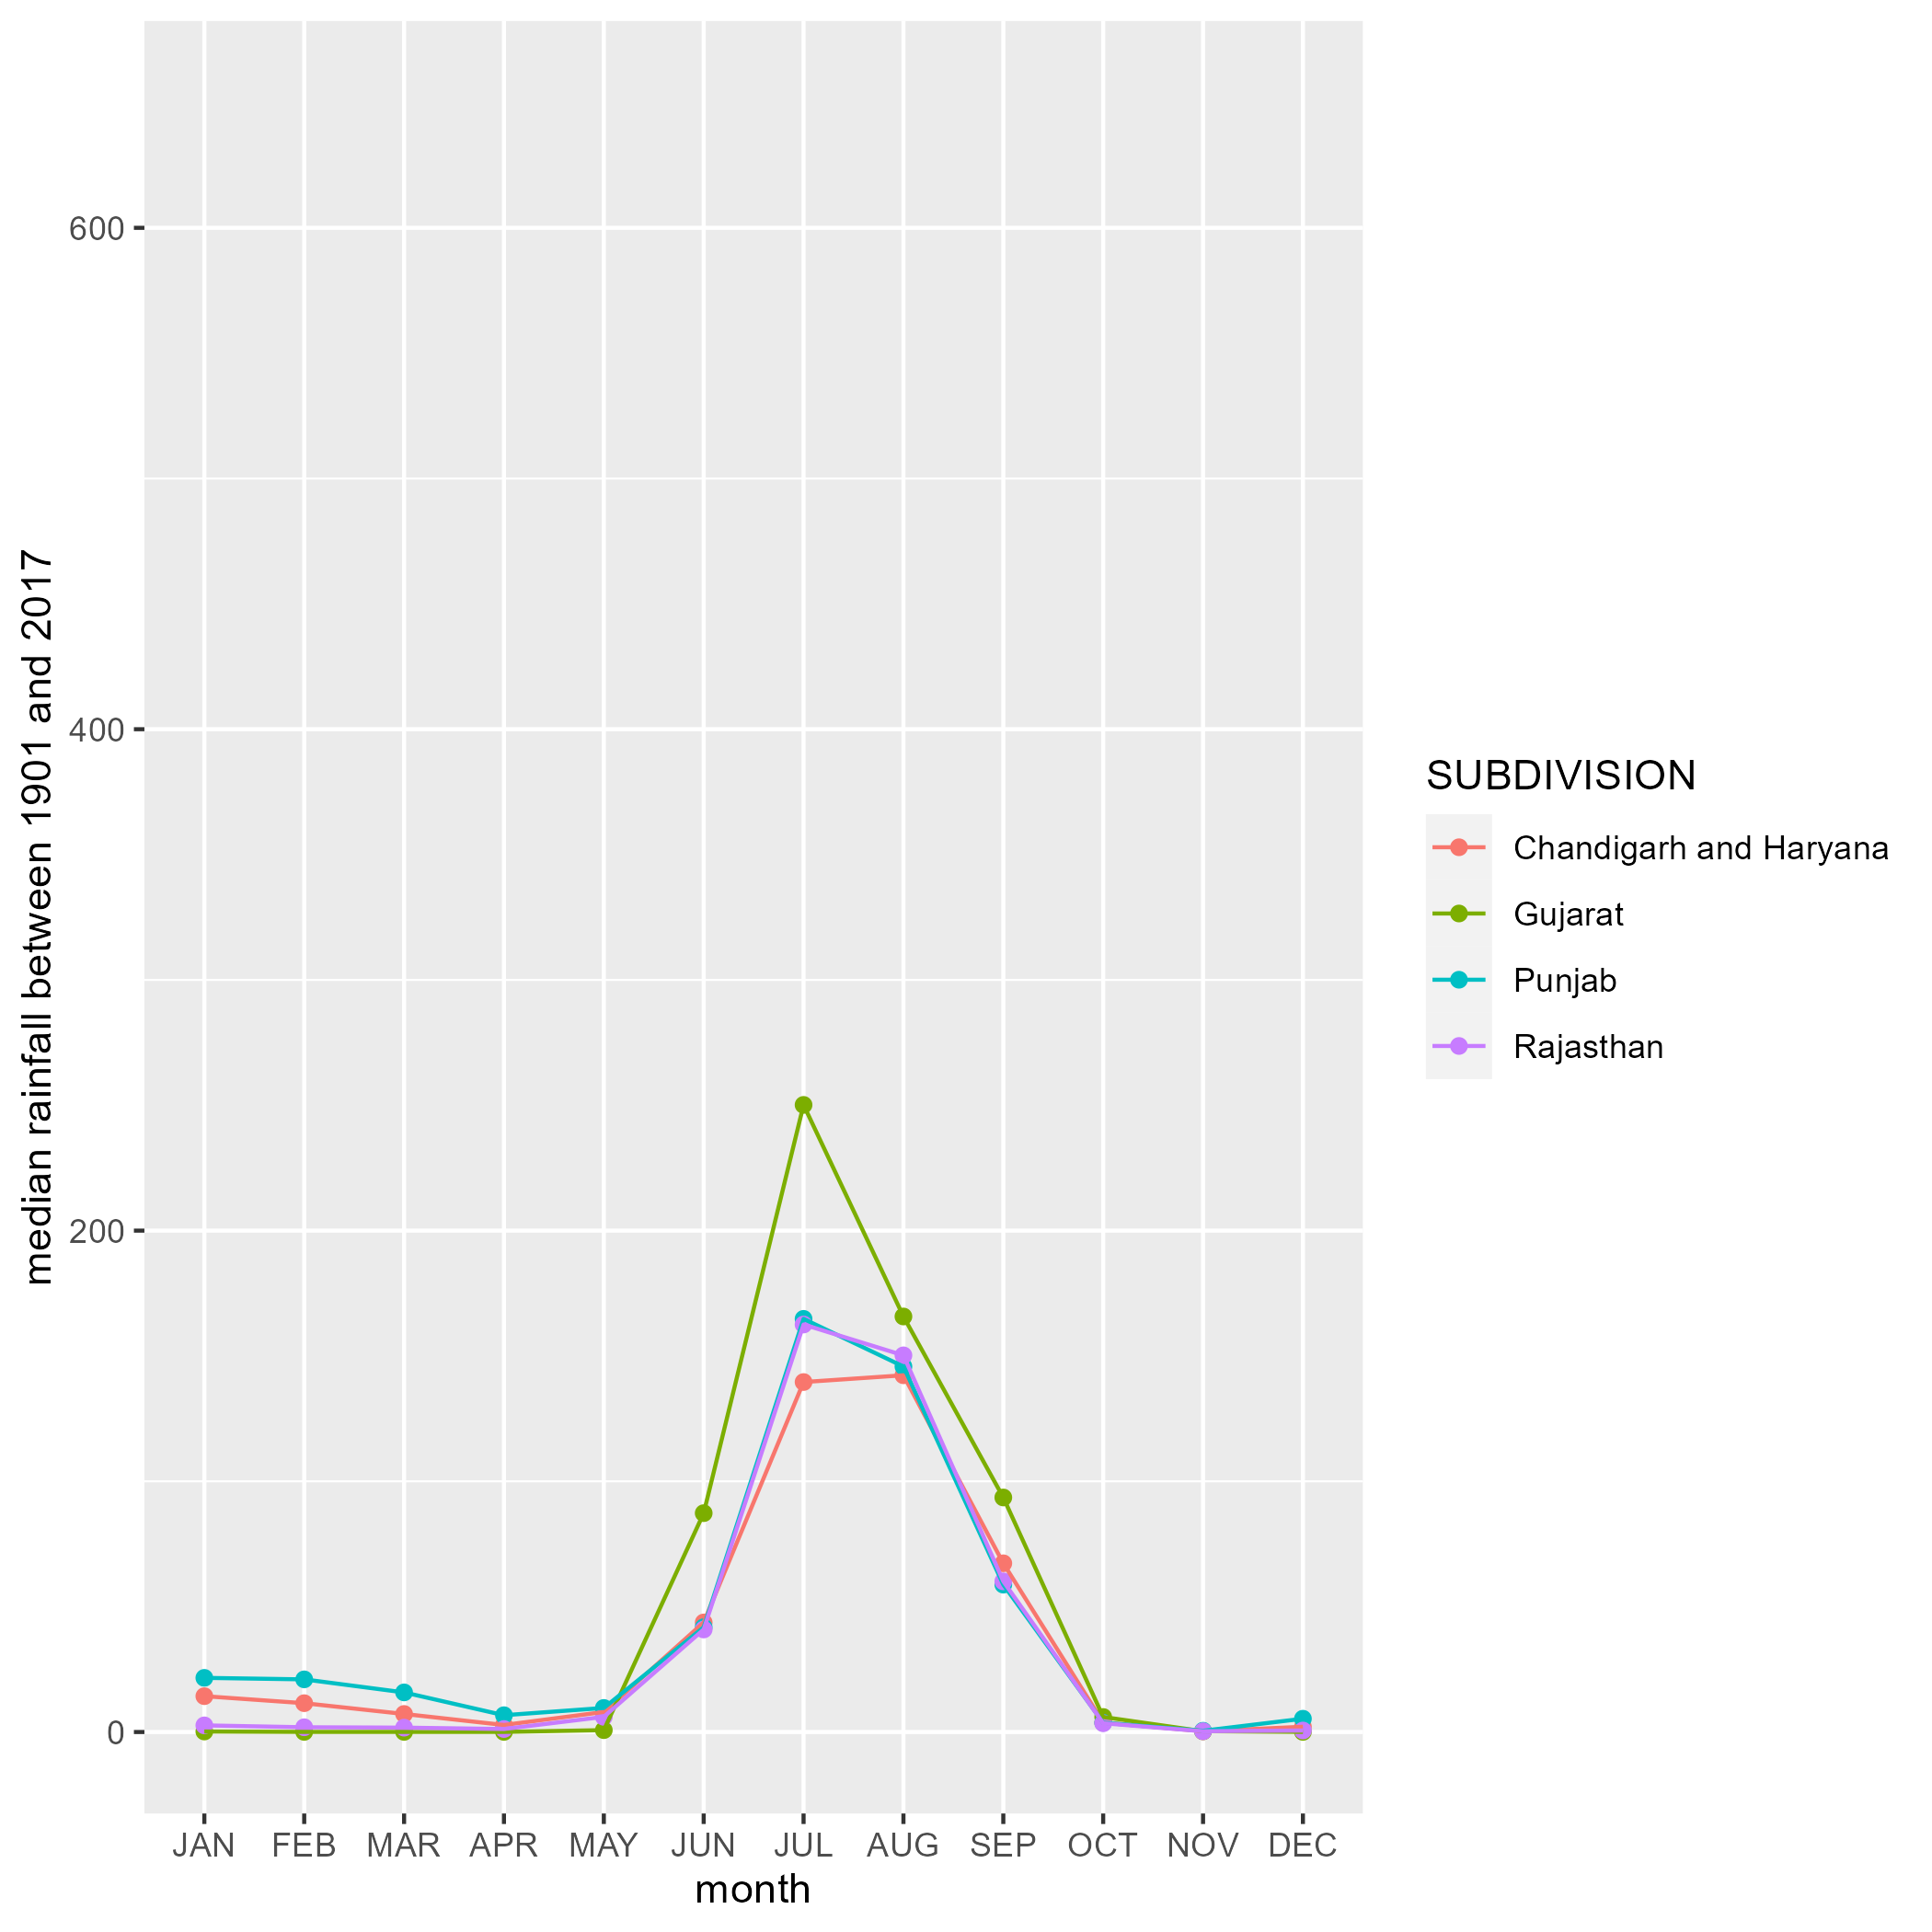 median rainfall between 1901 and 2017
600
400
200
0
JAN FEB MAR APR MAY JUN JUL AUG SEP OCT NOV DEC
month
SUBDIVISION
Chandigarh and Haryana
Gujarat
Punjab
Rajasthan